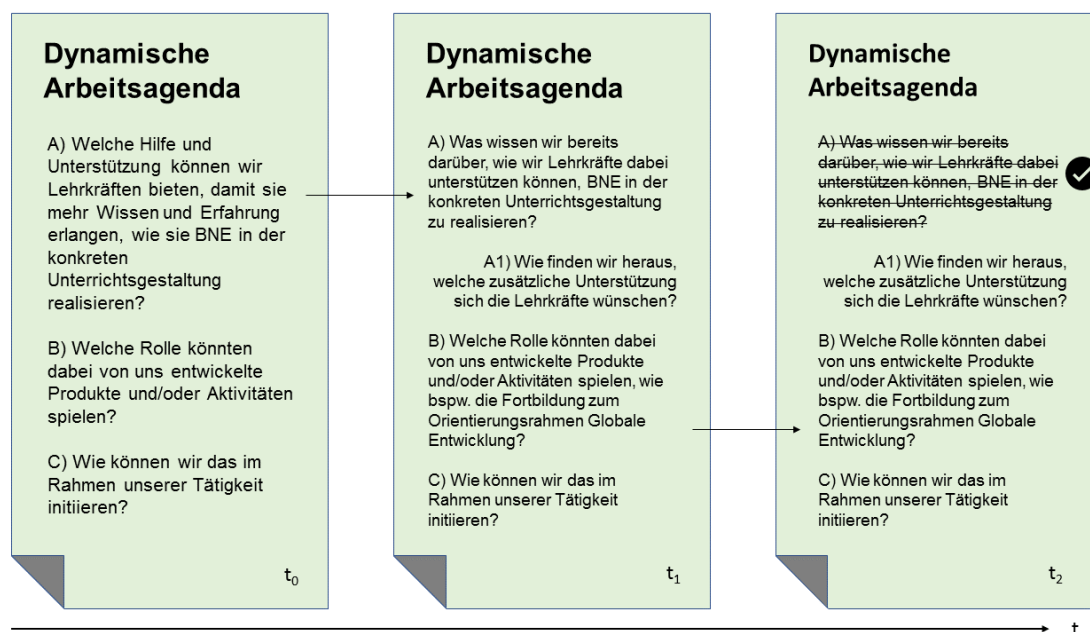 Dynamische
Arbeitsagenda
A) Welche Hilfe und
Unterstützung können wir
Lehrkräften bieten, damit sie
mehr Wissen und Erfahrung
erlangen, wie sie BNE in der
konkreten
Unterrichtsgestaltung
realisieren?
B) Welche Rolle könnten
dabei von uns entwickelte
Produkte und/oder Aktivitäten
spielen?
C) Wie können wir das im
Rahmen unserer Tätigkeit
initiieren?
t0
Dynamische
Arbeitsagenda
A) Was wissen wir bereits
darüber, wie wir Lehrkräfte dabei
unterstützen können, BNE in der
konkreten Unterrichtsgestaltung
zu realisieren?
A1) Wie finden wir heraus,
welche zusätzliche Unterstützung
sich die Lehrkräfte wünschen?
B) Welche Rolle könnten dabei
von uns entwickelte Produkte
und/oder Aktivitäten spielen, wie
bspw. die Fortbildung zum
Orientierungsrahmen Globale
Entwicklung?
C) Wie können wir das im
Rahmen unserer Tätigkeit
initiieren?
t1
Dynamische
Arbeitsagenda
A) Was wissen wir bereits
darüber, wie wir Lehrkräfte dabei
unterstützen können, BNE in der
konkreten Unterrichtsgestaltung
zu realisieren?
A1) Wie finden wir heraus,
welche zusätzliche Unterstützung
sich die Lehrkräfte wünschen?
B) Welche Rolle könnten dabei
von uns entwickelte Produkte
und/oder Aktivitäten spielen, wie
bspw. die Fortbildung zum
Orientierungsrahmen Globale
Entwicklung?
C) Wie können wir das im
Rahmen unserer Tätigkeit
initiieren?
t2
t